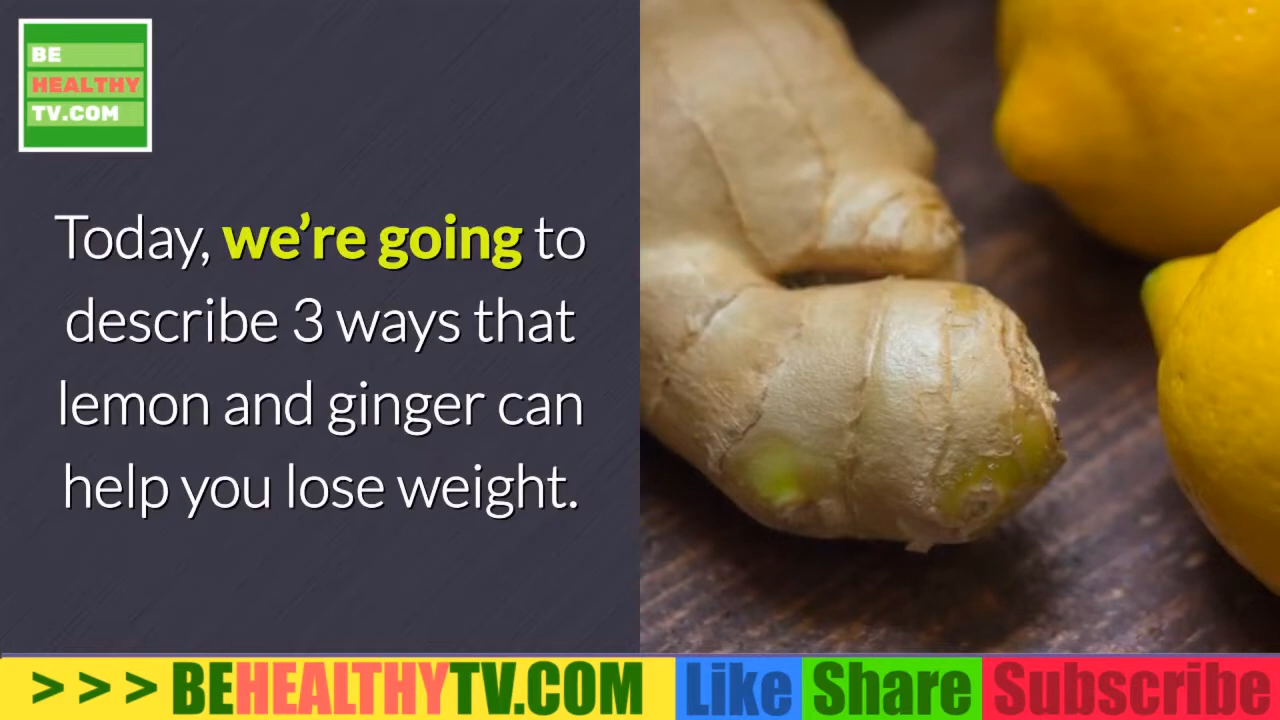 BE
HEALTHY
TV.COM
Today, we're going to
describe 3 ways that
lemon and ginger can
help you lose weight.
> > > BEHEALTHYTV.COM Like Share Subscribe